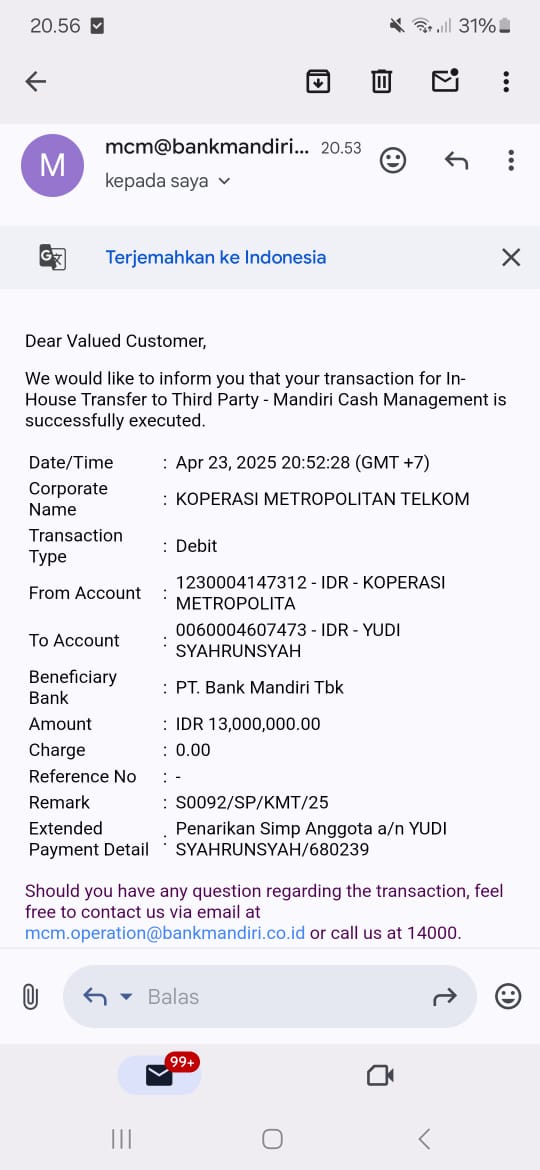 20.56
31%
M
mcm@bankmandiri... 20.53
kepada saya
Terjemahkan ke Indonesia
Dear Valued Customer,
We would like to inform you that your transaction for In-
House Transfer to Third Party - Mandiri Cash Management is
successfully executed.
Date/Time : Apr 23, 2025 20:52:28 (GMT +7)
Corporate
Name : KOPERASI METROPOLITAN TELKOM
Transaction
Type : Debit
From Account : 1230004147312 - IDR - KOPERASI
METROPOLITA
To Account : 0060004607473 - IDR - YUDI
SYAHRUNSYAH
Beneficiary
Bank : PT. Bank Mandiri Tbk
Amount : IDR 13,000,000.00
Charge : 0.00
Reference No : -
Remark : S0092/SP/KMT/25
Extended
Payment Detail : Penarikan Simp Anggota a/n YUDI
SYAHRUNSYAH/680239
Should you have any question regarding the transaction, feel
free to contact us via email at
mcm.operation@bankmandiri.co.id or call us at 14000.
Balas
99+